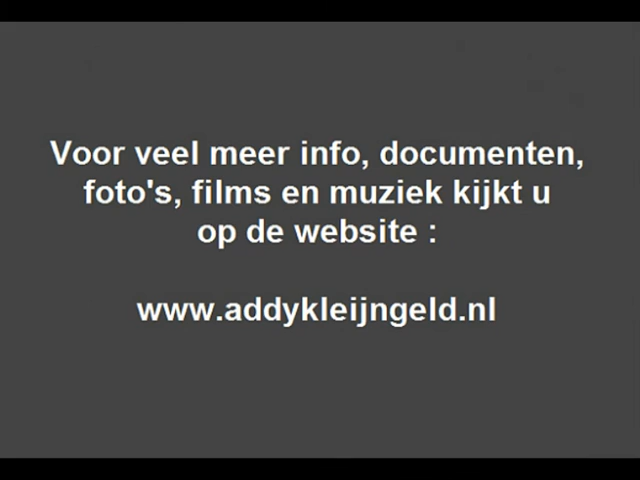 Voor veel meer info, documenten,
foto's, films en muziek kijkt u
op de website :
www.addykleijngeld.nl